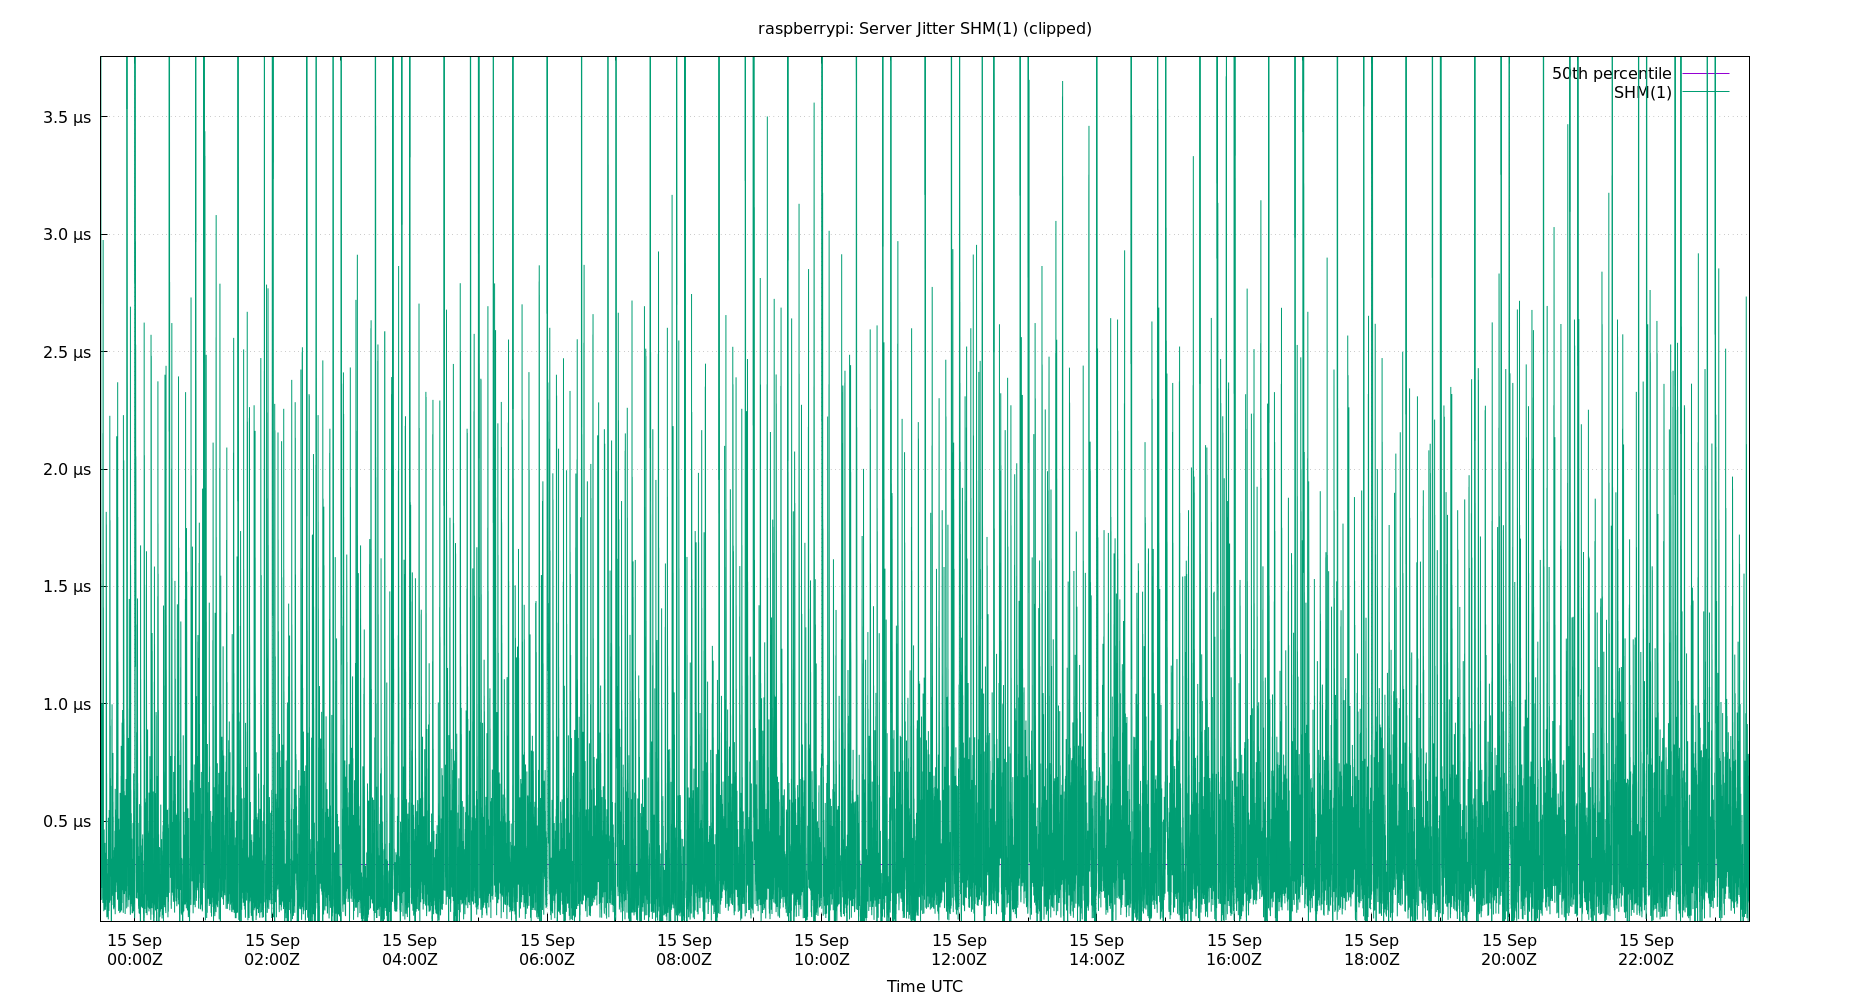 raspberrypi: Server Jitter SHM(1) (clipped)
50th percentile
SHM(1)
3.5 µs
3.0 µs
2.5 µs
2.0 µs
1.5 µs
1.0 µs
0.5 µs
15 Sep 15 Sep 15 Sep 15 Sep 15 Sep 15 Sep 15 Sep 15 Sep 15 Sep 15 Sep 15 Sep 15 Sep
00:00Z 02:00Z 04:00Z 06:00Z 08:00Z 10:00Z 12:00Z 14:00Z 16:00Z 18:00Z 20:00Z 22:00Z
Time UTC